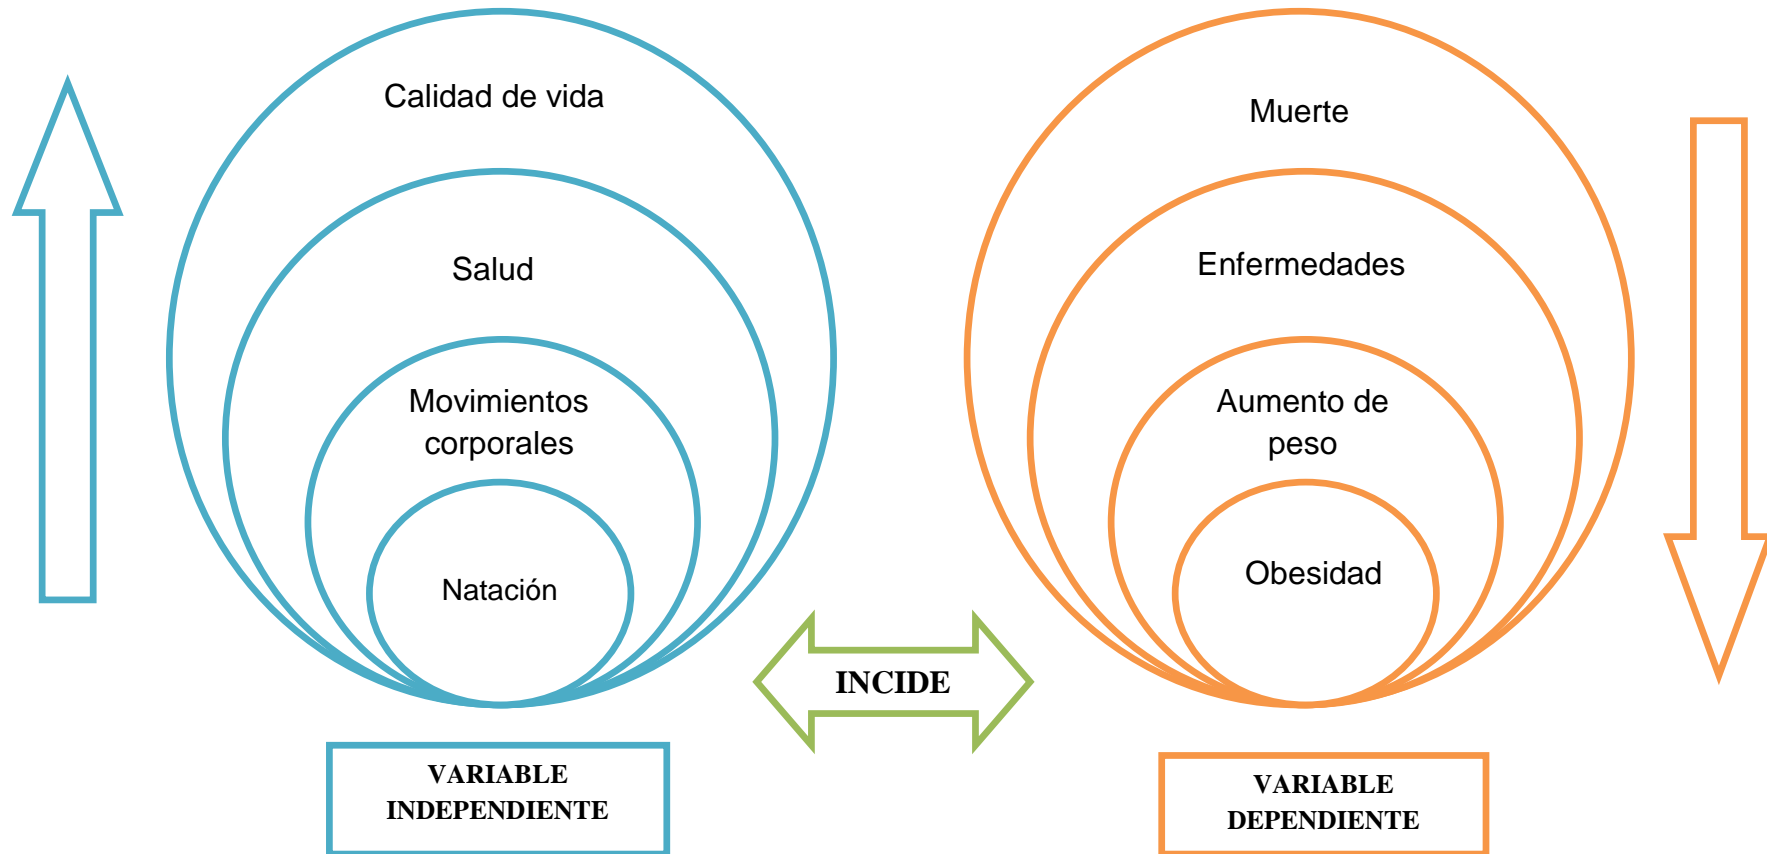 Calidad de vida
Salud
Movimientos
corporales
Natación
VARIABLE
INDEPENDIENTE
INCIDE
Muerte
Enfermedades
Aumento de
peso
Obesidad
VARIABLE
DEPENDIENTE